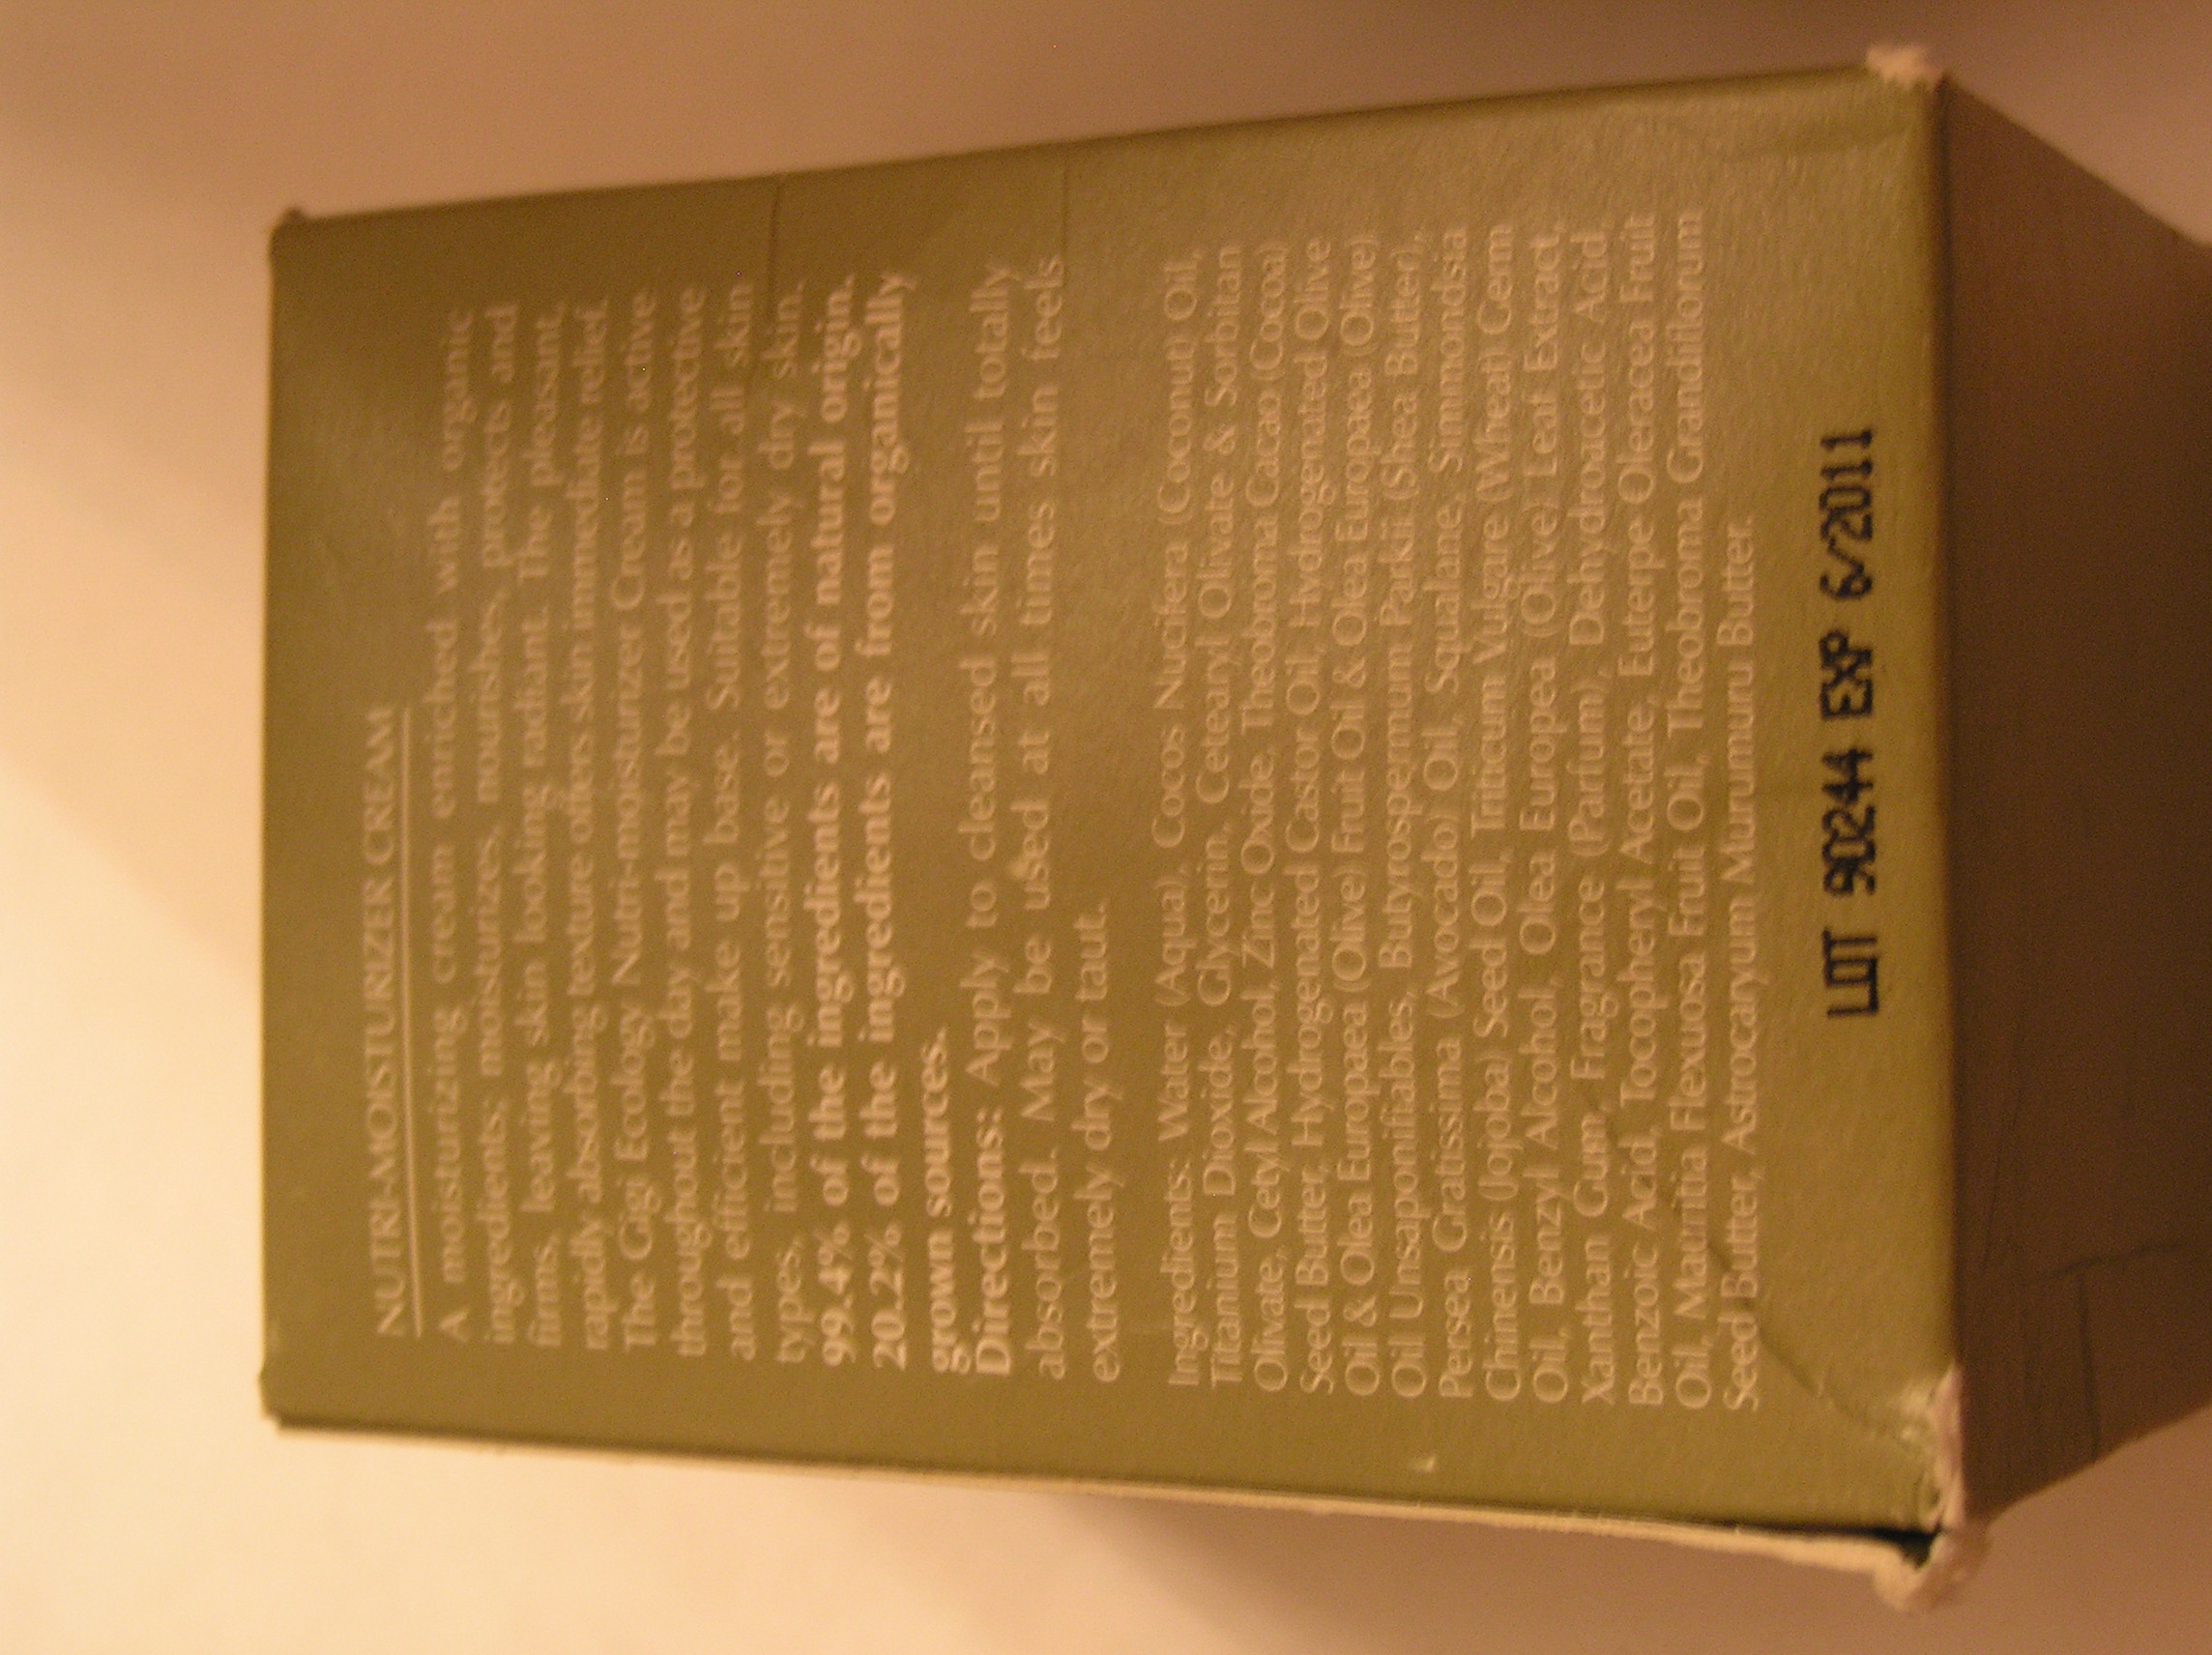 NUTRI-MOISTURIZER CREAM
A moisturizing cream enriched with organic
ingredients; moisturizes, nourishes, protects and
firms, leaving skin looking radiant. The pleasant,
rapidly absorbing texture offers skin immediate relief.
The Gigi Ecology Nutri-moisturizer Cream is active
throughout the day and may be used as a protective
and efficient make up base. Suitable for all skin
types, including sensitive or extremely dry skin.
99.4% of the ingredients are of natural origin.
20.2% of the ingredients are from organically
grown sources.
Directions: Apply to cleansed skin until totally
absorbed. May be used at all times skin feels
extremely dry or taut.
Ingredients: Water (Aqua), Cocos Nucifera (Coconut) Oil,
Titanium Dioxide, Glycerin, Cetearyl Olivate & Sorbitan
Olivate, Cetyl Alcohol, Zinc Oxide, Theobroma Cacao Cocoa)
Seed Butter, Hydrogenated Castor Oil, Hydrogenated Olive
Oil & Olea Europaea (Olive) Fruit Oil & Olea Europaea (Olive)
Oil Unsaponifiables, Butyrospermum Parkii (Shea Butter),
Persea Gratissima (Avocado) Oil, Squalane, Simmondsia
Chinensis (Jojoba) Seed Oil, Triticum Vulgare (Wheat) Germ
Oil, Benzyl Alcohol, Olea Europea (Olive) Leaf Extract,
Xanthan Gum, Fragrance (Parfum), Dehydroacetic Acid,
Benzoic Acid, Tocopheryl Acetate, Euterpe Oleracea Fruit
Oil, Mauritia Flexuosa Fruit Oil, Theobroma Grandiflorum
Seed Butter, Astrocaryum Murumuru Butter.
LOT 90244 EXP 6/2011